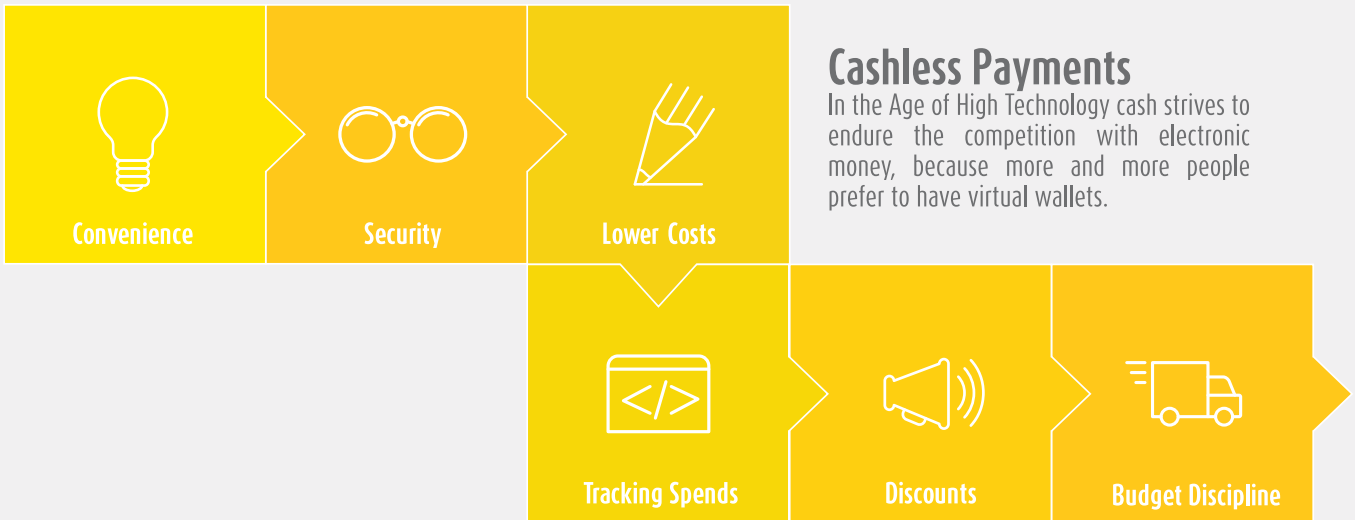 Cashless Payments
In the Age of High Technology cash strives to
endure the competition with electronic
money, because more and more people
prefer to have virtual wallets.
Convenience
Security
Lower Costs
</>
Tracking Spends
Discounts
Budget Discipline